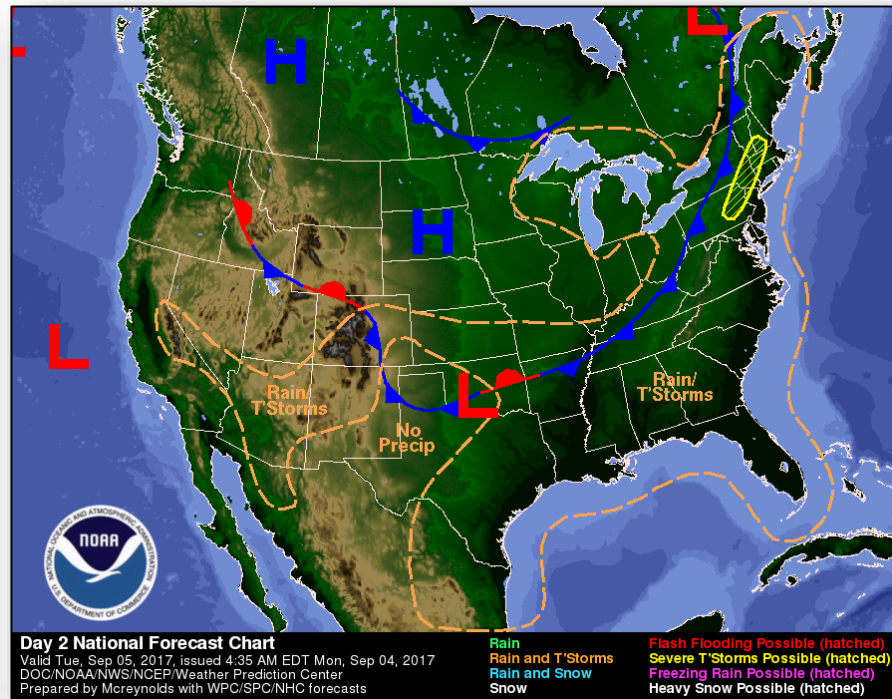 L
H
L
H
L
Rain/
T'Storms
No
Precip
L
Rain/
T'Storms
NATIONAL OCEANIC AND ATMOSPHERIC ADMINISTRATION
NOAA
U.S. DEPARTMENT OF COMMERCE
Day 2 National Forecast Chart
Valid Tue, Sep 05, 2017, issued 4:35 AM EDT Mon, Sep 04, 2017
DOC/NOAA/NWS/NCEP/Weather Prediction Center
Prepared by Mcreynolds with WPC/SPC/NHC forecasts
Rain
Rain and T'Storms
Rain and Snow
Snow
Flash Flooding Possible (hatched)
Severe T'Storms Possible (hatched)
Freezing Rain Possible (hatched)
Heavy Snow Possible (hatched)